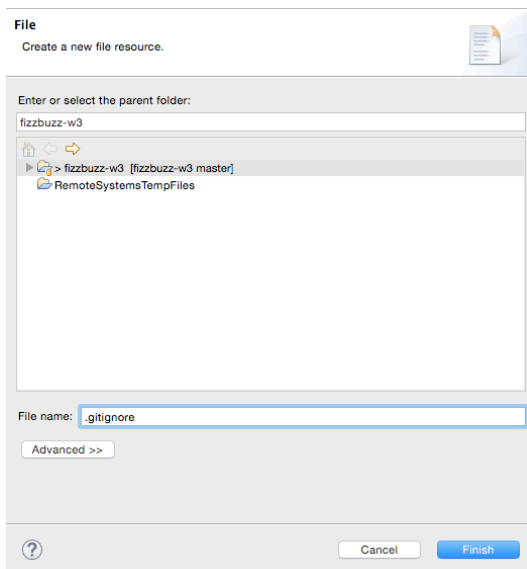 File
Create a new file resource.
Enter or select the parent folder:
fizzbuzz-w3
> fizzbuzz-w3 [fizzbuzz-w3 master]
RemoteSystemsTempFiles
File name: .gitignore
Advanced >>
? Cancel Finish